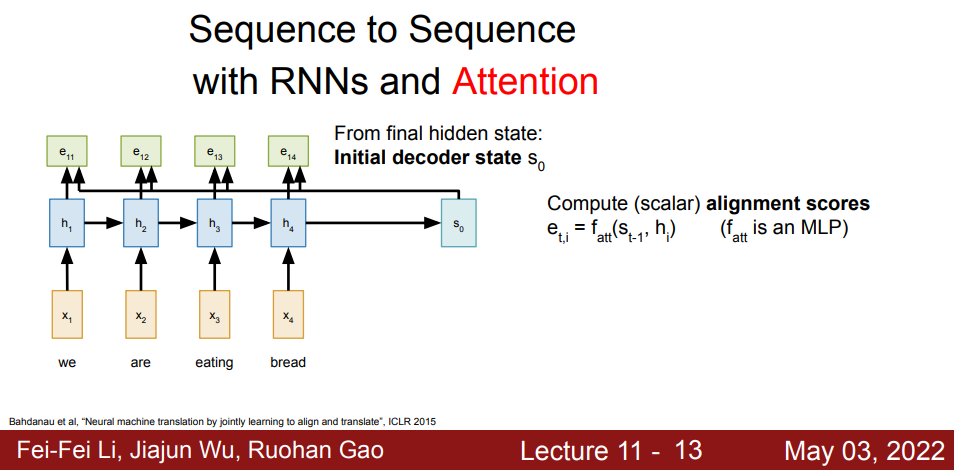 Sequence to Sequence
with RNNs and Attention
From final hidden state:
Initial decoder state s0
e11 e12 e13 e14
Compute (scalar) alignment scores
et,i = fatt(st-1, hi) (fatt is an MLP)
h1 h2 h3 h4 s0
x1 x2 x3 x4
we are eating bread
Bahdanau et al, “Neural machine translation by jointly learning to align and translate”, ICLR 2015
Fei-Fei Li, Jiajun Wu, Ruohan Gao Lecture 11 - 13 May 03, 2022